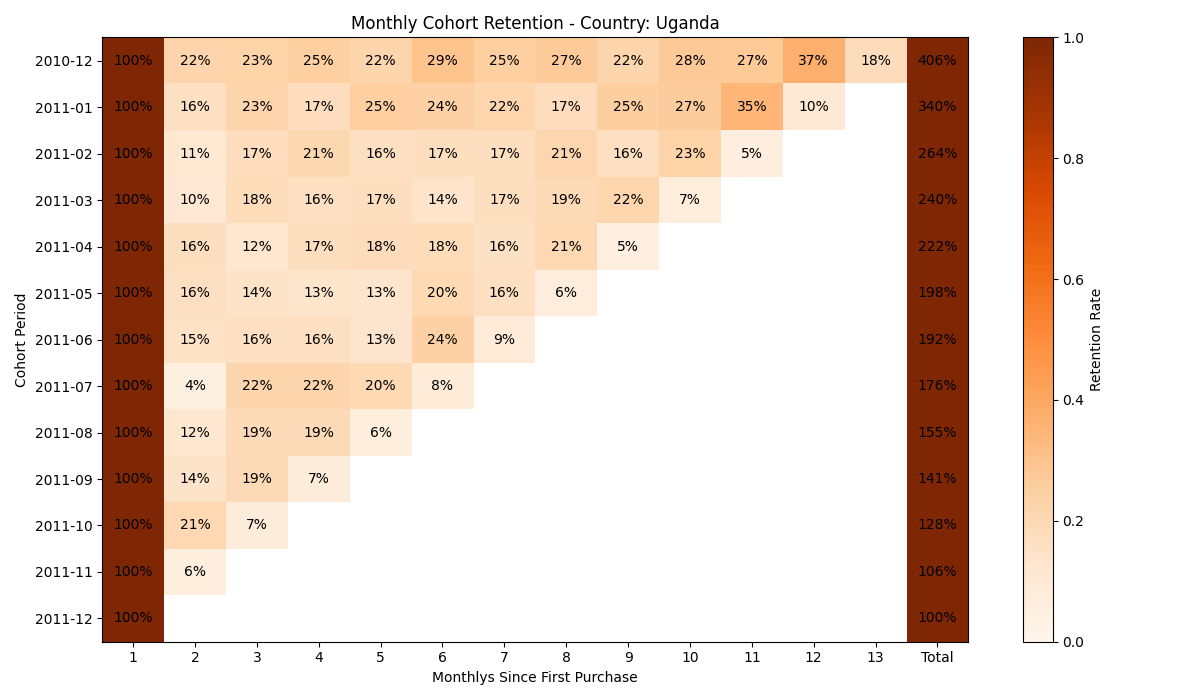 Monthly Cohort Retention - Country: Uganda
2010-12 100% 22% 23% 25% 22% 29% 25% 27% 22% 28% 27% 37% 18% 406%
2011-01 100% 16% 23% 17% 25% 24% 22% 17% 25% 27% 35% 10% 340%
2011-02 100% 11% 17% 21% 16% 17% 17% 21% 16% 23% 5% 264%
2011-03 100% 10% 18% 16% 17% 14% 17% 19% 22% 7% 240%
2011-04 100% 16% 12% 17% 18% 18% 16% 21% 5% 222%
2011-05 100% 16% 14% 13% 13% 20% 16% 6% 198%
2011-06 100% 15% 16% 16% 13% 24% 9% 192%
2011-07 100% 4% 22% 22% 20% 8% 176%
2011-08 100% 12% 19% 19% 6% 155%
2011-09 100% 14% 19% 7% 141%
2011-10 100% 21% 7% 128%
2011-11 100% 6% 106%
2011-12 100% 100%
1 2 3 4 5 6 7 8 9 10 11 12 13 Total
Monthlys Since First Purchase
Cohort Period
1.0
0.8
0.6
0.4
0.2
0.0
Retention Rate